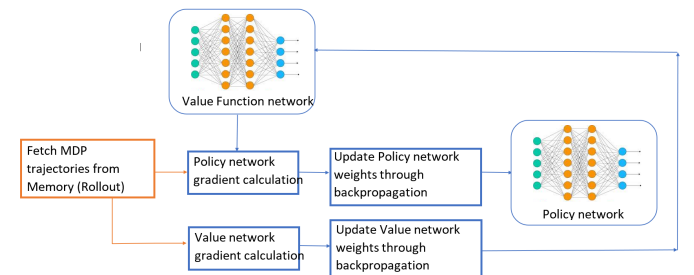 Value Function network
Fetch MDP
trajectories from
Memory (Rollout)
Policy network
gradient calculation
Update Policy network
weights through
backpropagation
Policy network
Value network
gradient calculation
Update Value network
weights through
backpropagation